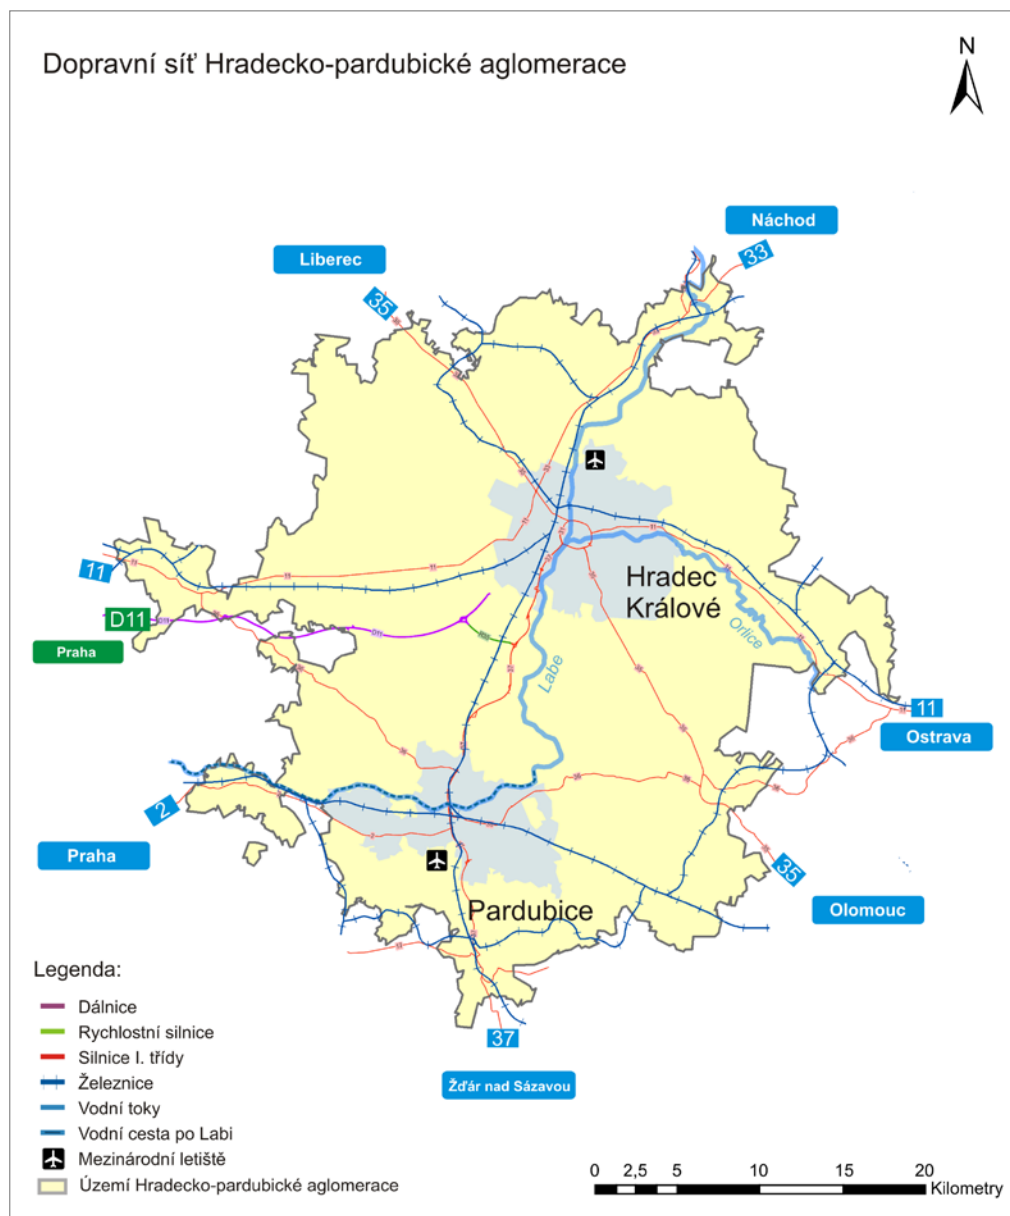 Dopravní síť Hradecko-pardubické aglomerace
N
Náchod
33
Liberec
35
11
D11
Praha
Hradec
Králové
Orlice
Labe
11
Ostrava
2
Praha
35
Olomouc
Pardubice
37
Žďár nad Sázavou
Legenda:
Dálnice
Rychlostní silnice
Silnice I. třídy
Železnice
Vodní toky
Vodní cesta po Labi
Mezinárodní letiště
Území Hradecko-pardubické aglomerace
0 2,5 5 10 15 20
Kilometry